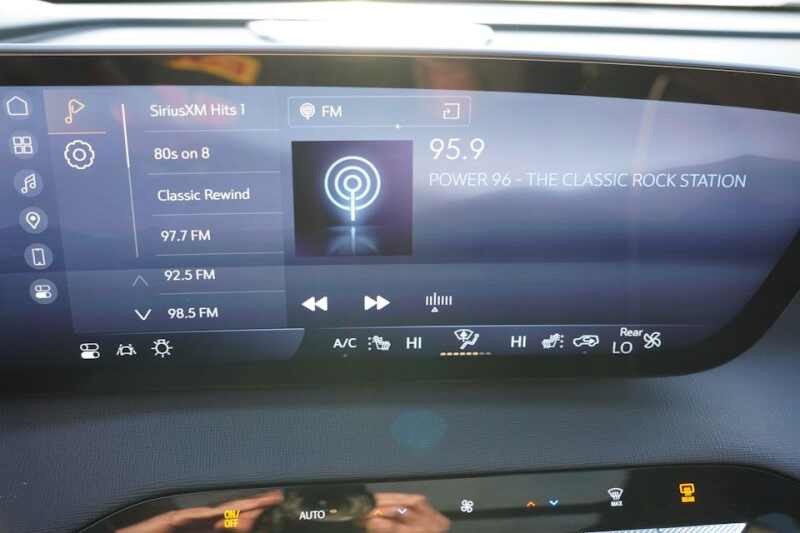 SiriusXM Hits 1
80s on 8
Classic Rewind
97.7 FM
92.5 FM
98.5 FM
FM
95.9
POWER 96 - THE CLASSIC ROCK STATION
A/C
HI
HI
Rear
LO
ON/
OFF
AUTO
MAX
REAR